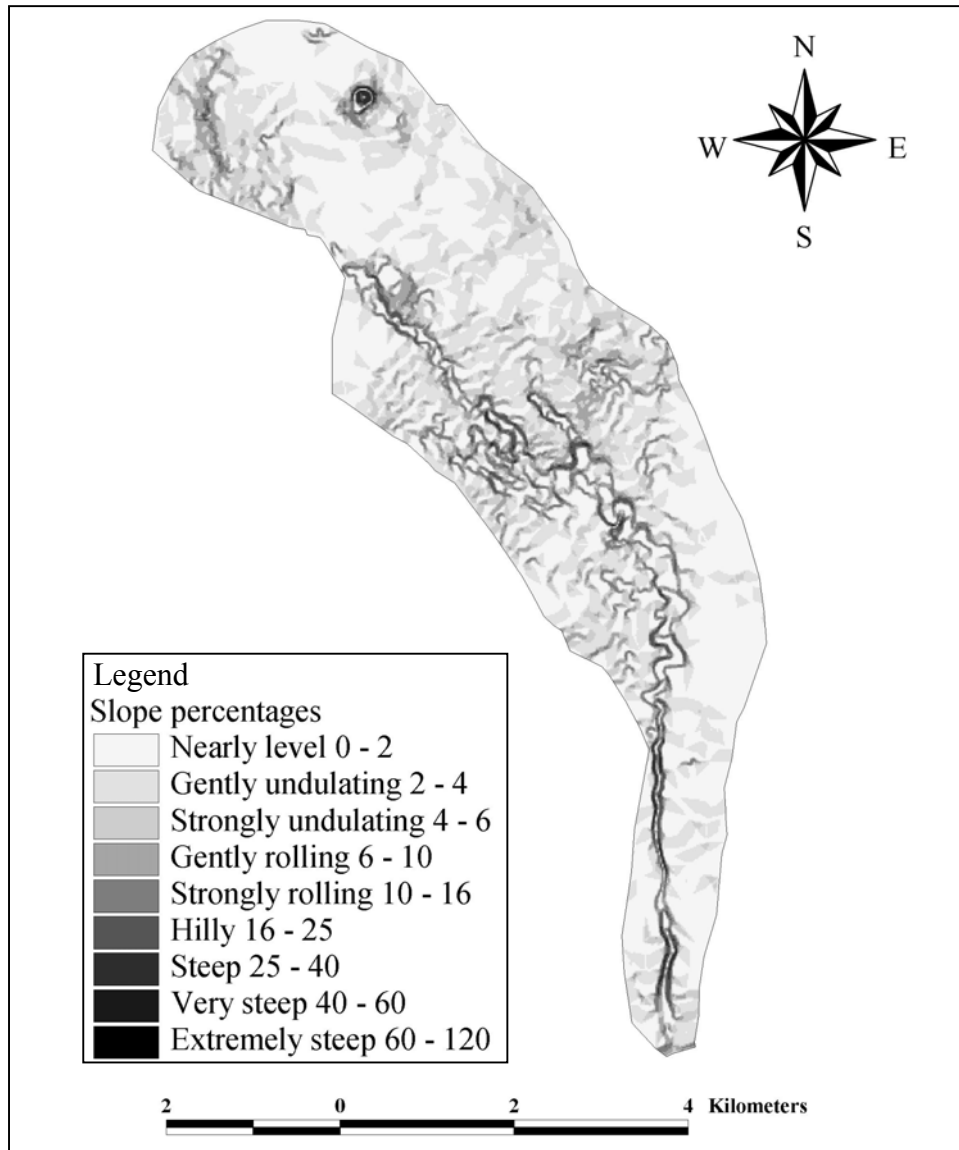 N
W E
S
Legend
Slope percentages
Nearly level 0 - 2
Gently undulating 2 - 4
Strongly undulating 4 - 6
Gently rolling 6 - 10
Strongly rolling 10 - 16
Hilly 16 - 25
Steep 25 - 40
Very steep 40 - 60
Extremely steep 60 - 120
2 0 2 4 Kilometers